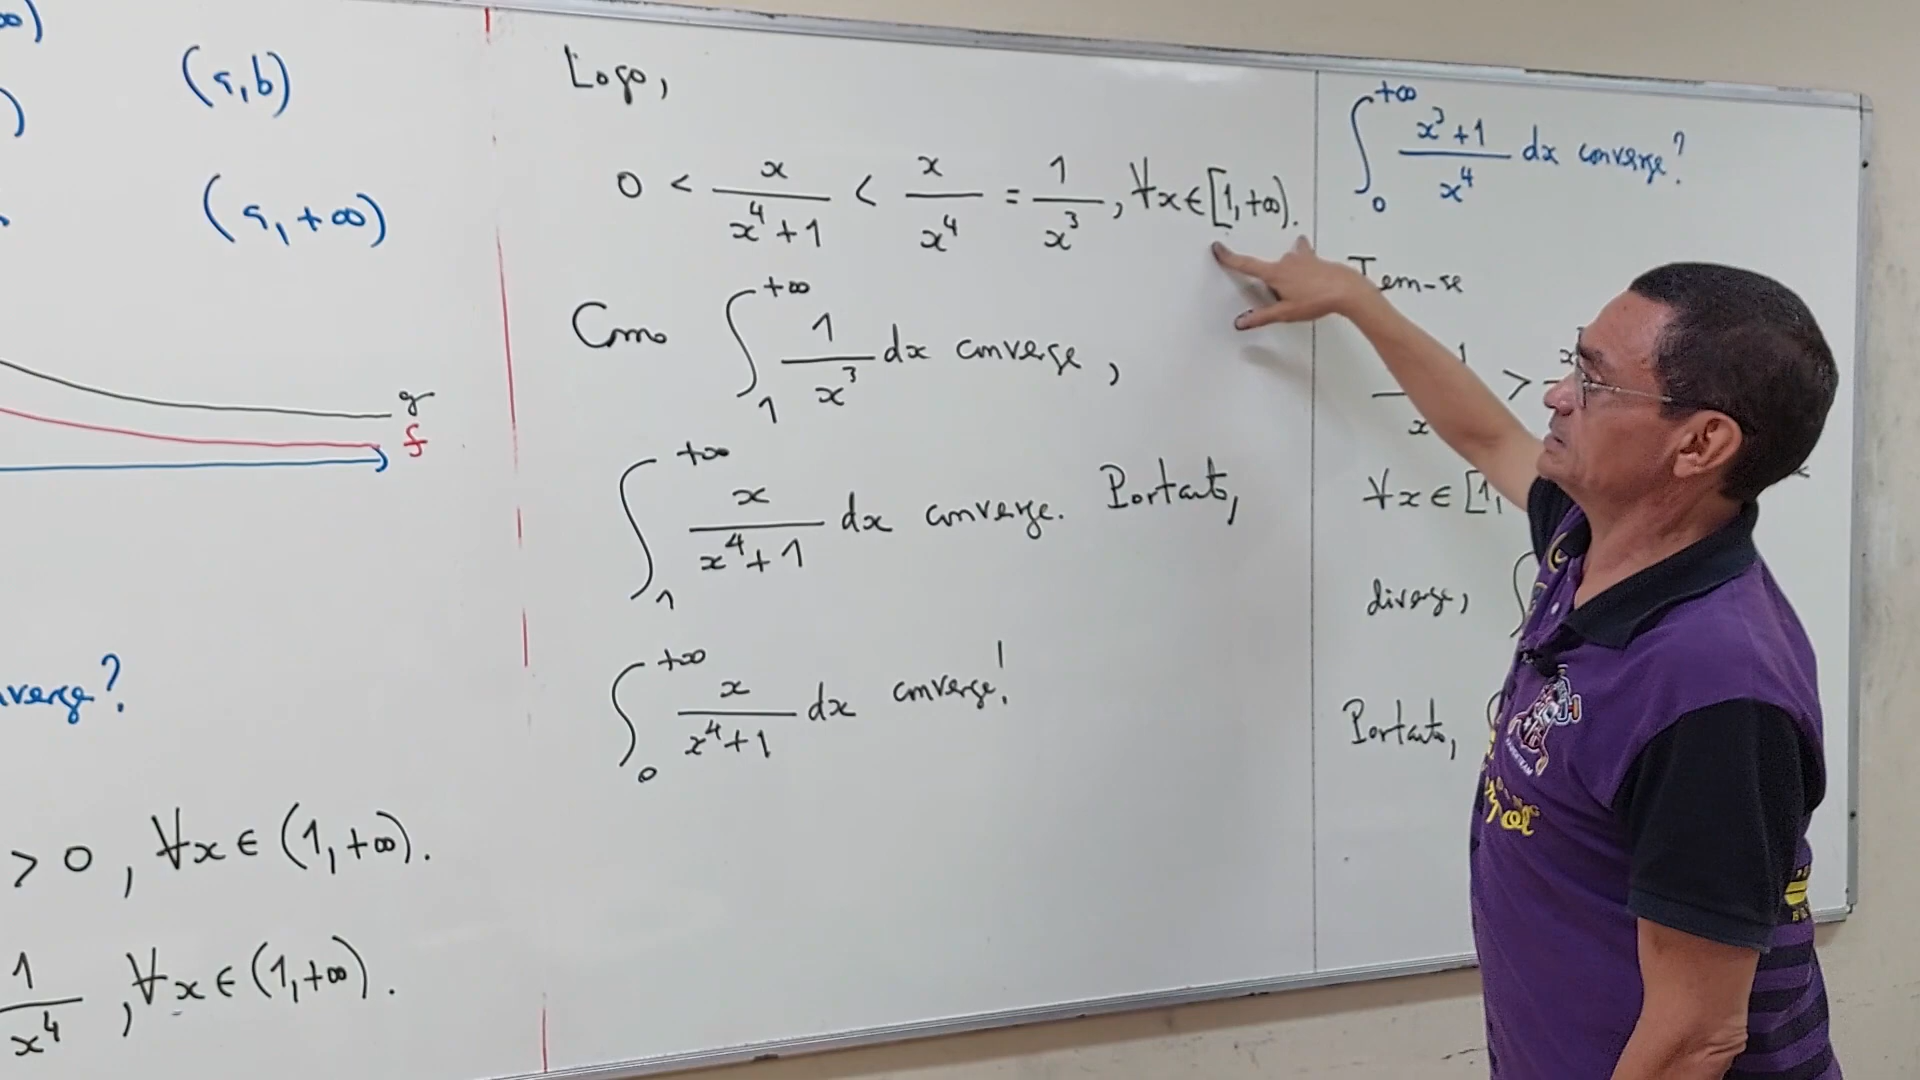 (a,b)
(a,+∞)
g
f
verge?
> 0, ∀x ∈ (1,+∞).
1/x⁴, ∀x ∈ (1,+∞).
Logo,
0 < x/(x⁴+1) < x/x⁴ = 1/x³, ∀x∈[1,+∞).
Como ∫₁^{+∞} 1/x³ dx converge,
∫₁^{+∞} x/(x⁴+1) dx converge. Portanto,
∫₀^{+∞} x/(x⁴+1) dx converge!
∫₀^{+∞} (x³+1)/x⁴ dx converge?
Tem-se
>
∀x∈[1,
diverge, ∫
Portanto,